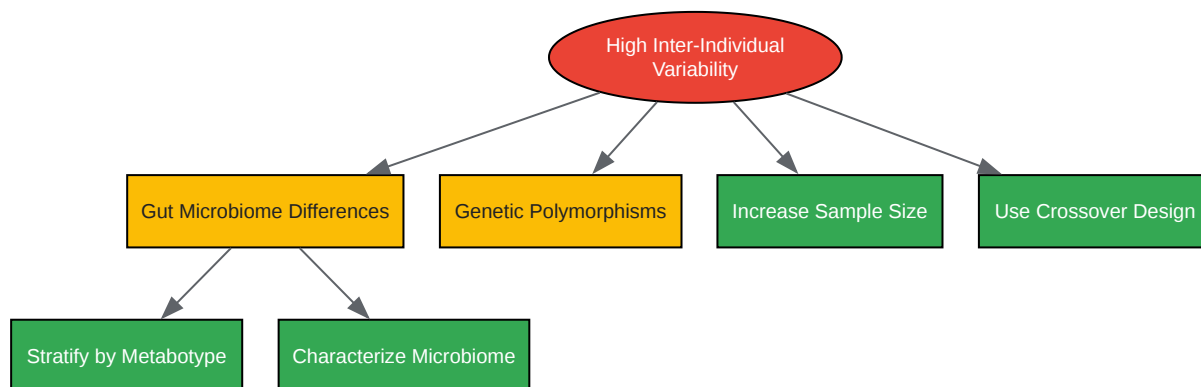 High Inter-Individual
Variability
Gut Microbiome Differences
Genetic Polymorphisms
Increase Sample Size
Use Crossover Design
Stratify by Metabotype
Characterize Microbiome